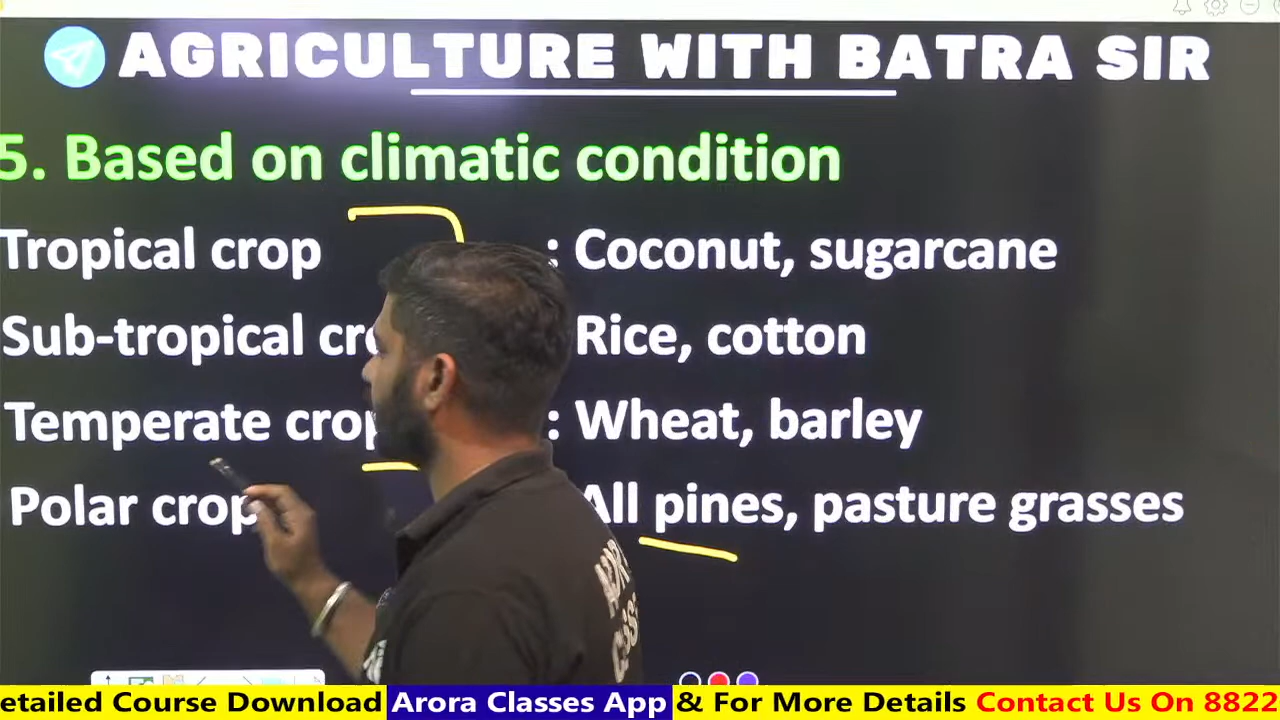 AGRICULTURE WITH BATRA SIR
5. Based on climatic condition
Tropical crop : Coconut, sugarcane
Sub-tropical Rice, cotton
Temperate crop : Wheat, barley
Polar crop All pines, pasture grasses
etailed Course Download Arora Classes App & For More Details Contact Us On 8822